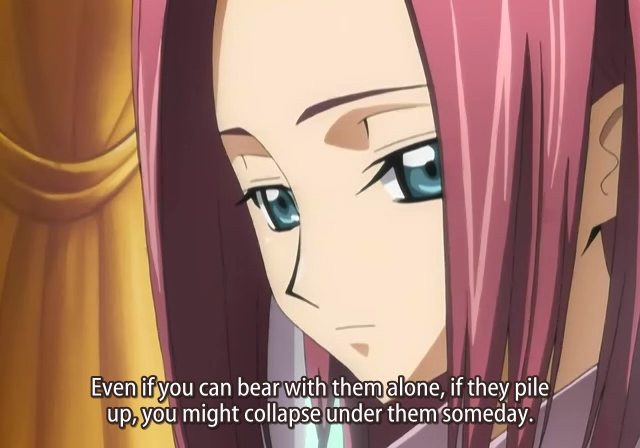 Even if you can bear with them alone, if they pile
up, you might collapse under them someday.